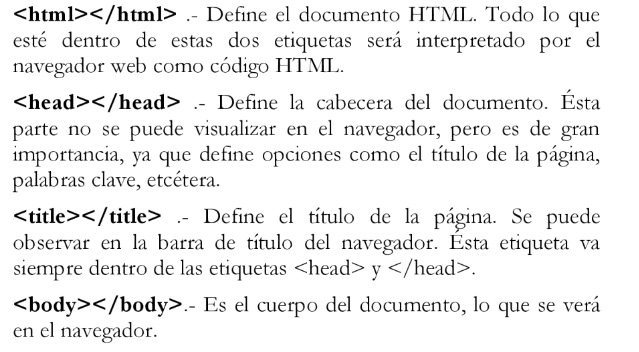 <html></html> .- Define el documento HTML. Todo lo que
esté dentro de estas dos etiquetas será interpretado por el
navegador web como código HTML.
<head></head> .- Define la cabecera del documento. Ésta
parte no se puede visualizar en el navegador, pero es de gran
importancia, ya que define opciones como el título de la página,
palabras clave, etcétera.
<title></title> .- Define el título de la página. Se puede
observar en la barra de título del navegador. Ésta etiqueta va
siempre dentro de las etiquetas <head> y </head>.
<body></body>.- Es el cuerpo del documento, lo que se verá
en el navegador.